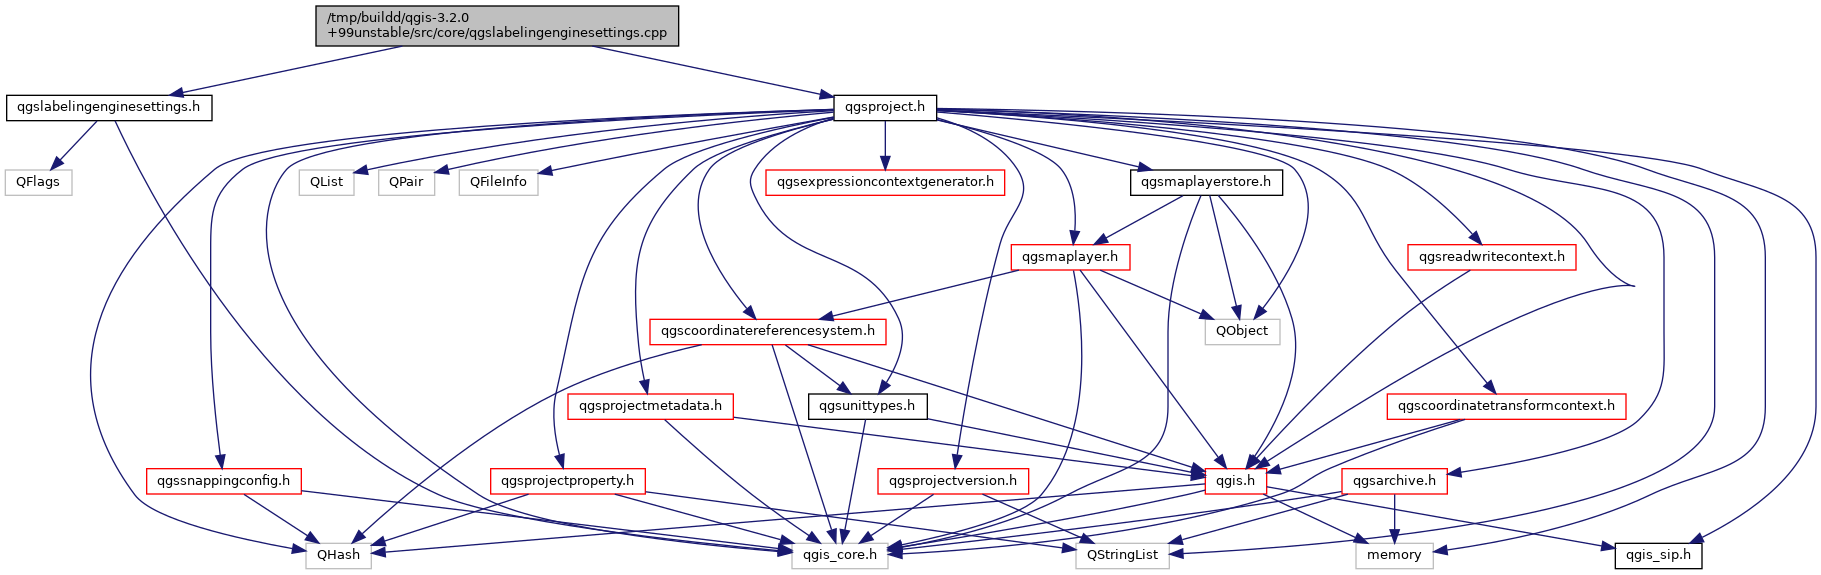 /tmp/buildd/qgis-3.2.0
+99unstable/src/core/qgslabelingenginesettings.cpp
qgslabelingenginesettings.h
qgsproject.h
QFlags
QList
QPair
QFileInfo
qgsexpressioncontextgenerator.h
qgsmaplayerstore.h
qgsmaplayer.h
qgsreadwritecontext.h
qgscoordinatereferencesystem.h
QObject
qgsprojectmetadata.h
qgsunittypes.h
qgscoordinatetransformcontext.h
qgssnappingconfig.h
qgsprojectproperty.h
qgsprojectversion.h
qgis.h
qgsarchive.h
QHash
qgis_core.h
QStringList
memory
qgis_sip.h